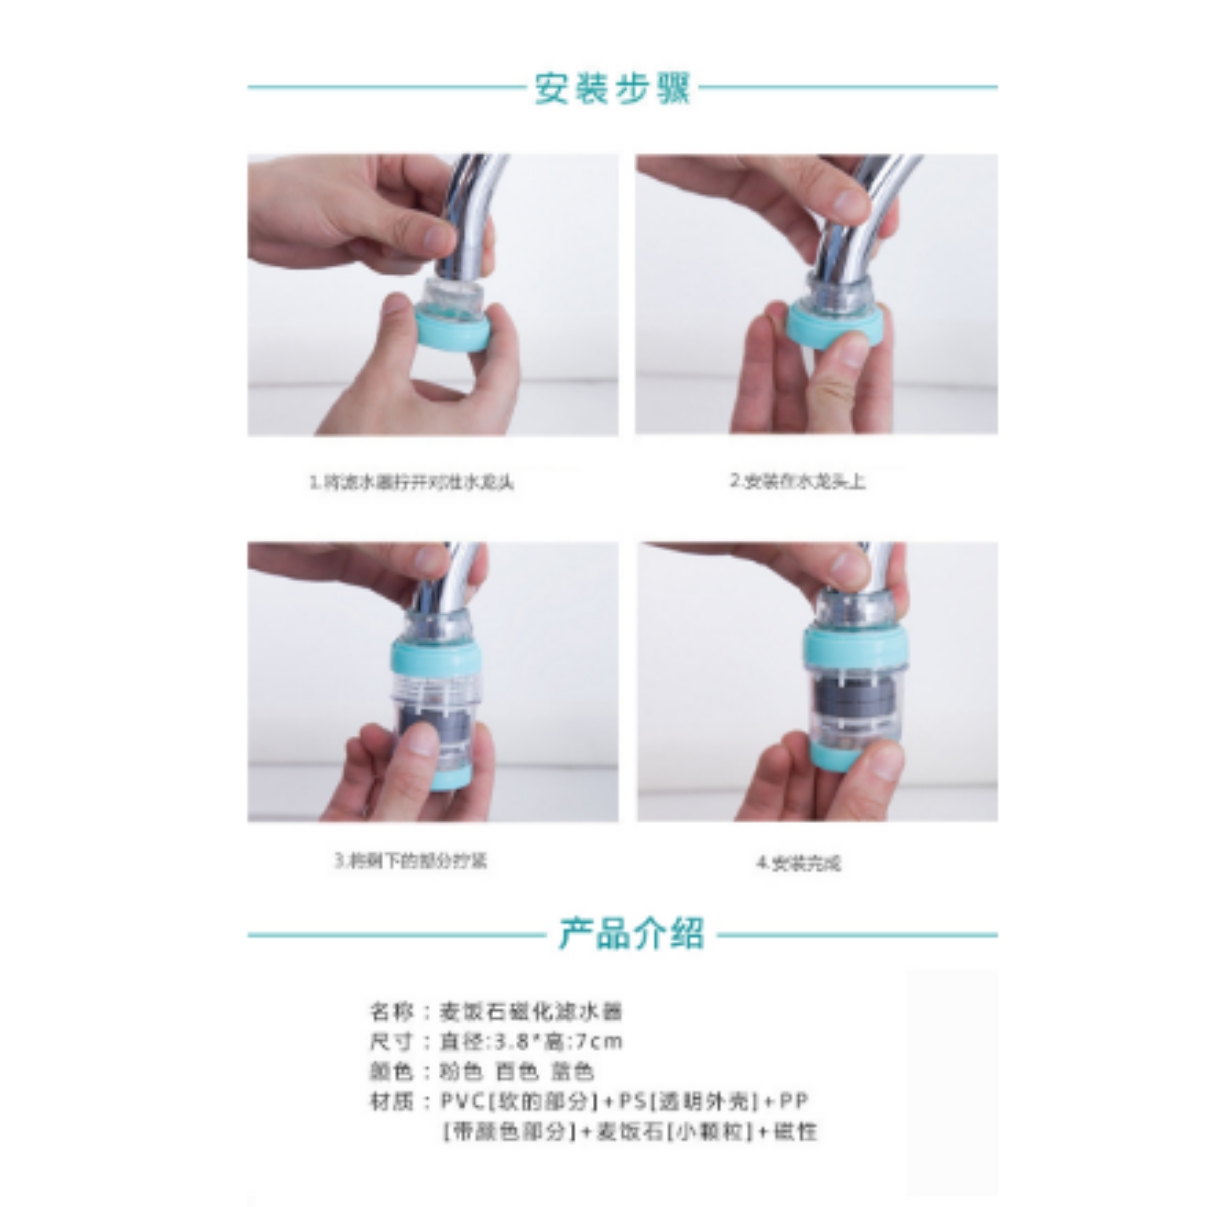 安装步骤
1.将滤水器拧开对准水龙头
2.安装在水龙头上
3.将剩下的部分拧紧
4.安装完成
产品介绍
名称：麦饭石磁化滤水器
尺寸：直径:3.8*高:7cm
颜色：粉色 百色 蓝色
材质：PVC[软的部分]+PS[透明外壳]+PP
[带颜色部分]+麦饭石[小颗粒]+磁性